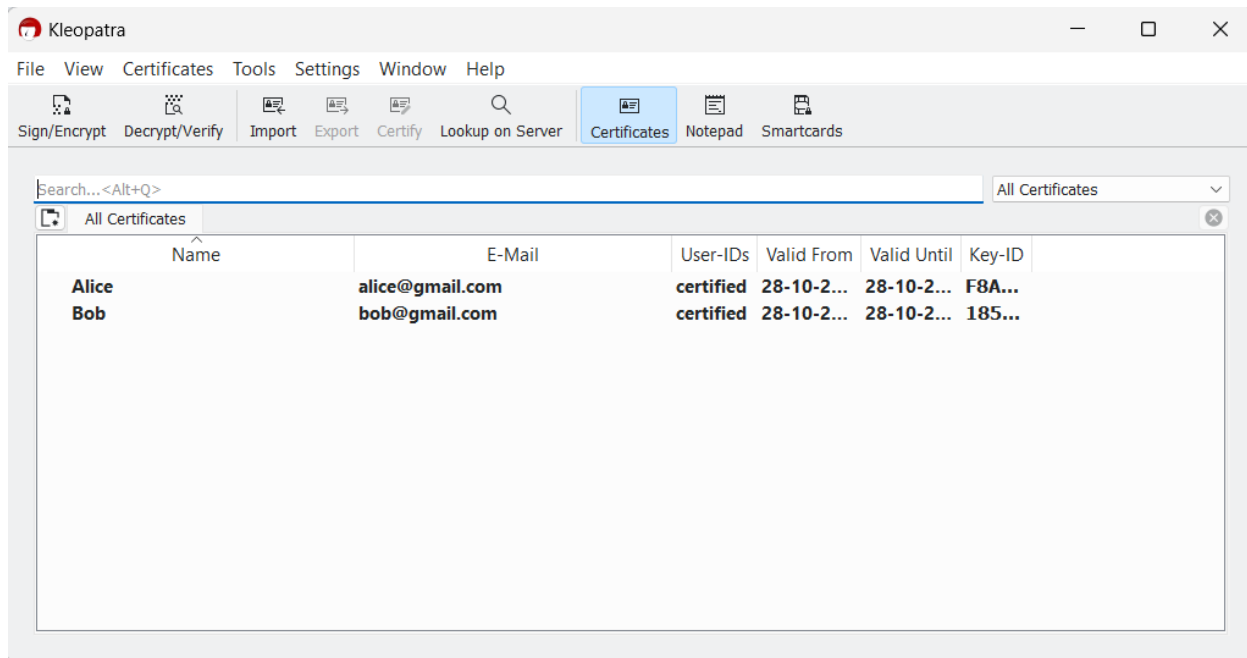 Kleopatra
File View Certificates Tools Settings Window Help
Sign/Encrypt Decrypt/Verify Import Export Certify Lookup on Server Certificates Notepad Smartcards
Search...<Alt+Q> All Certificates
All Certificates
Name E-Mail User-IDs Valid From Valid Until Key-ID
Alice alice@gmail.com certified 28-10-2... 28-10-2... F8A...
Bob bob@gmail.com certified 28-10-2... 28-10-2... 185...